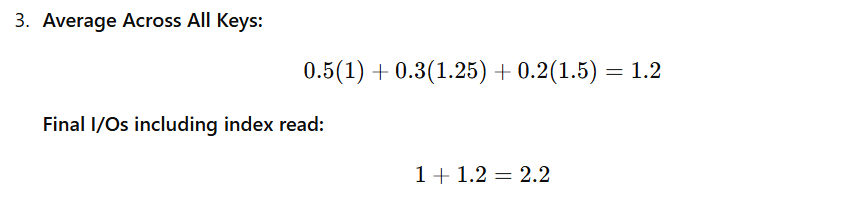 3. Average Across All Keys:
0.5(1) + 0.3(1.25) + 0.2(1.5) = 1.2
Final I/Os including index read:
1 + 1.2 = 2.2